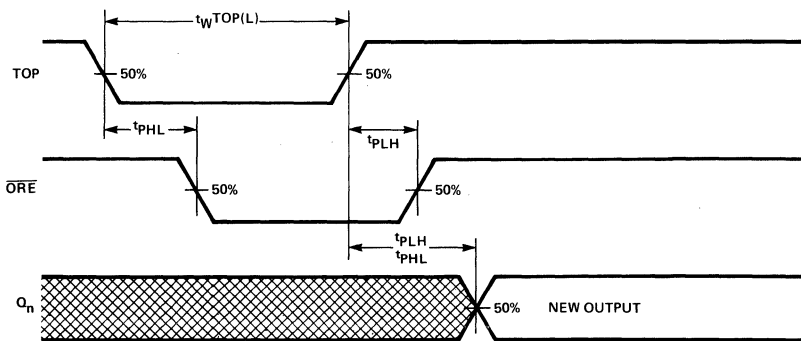 tWTOP(L)
TOP
50%
50%
tPHL
tPLH
ORE
50%
50%
tPLH
tPHL
Qn
50%
NEW OUTPUT